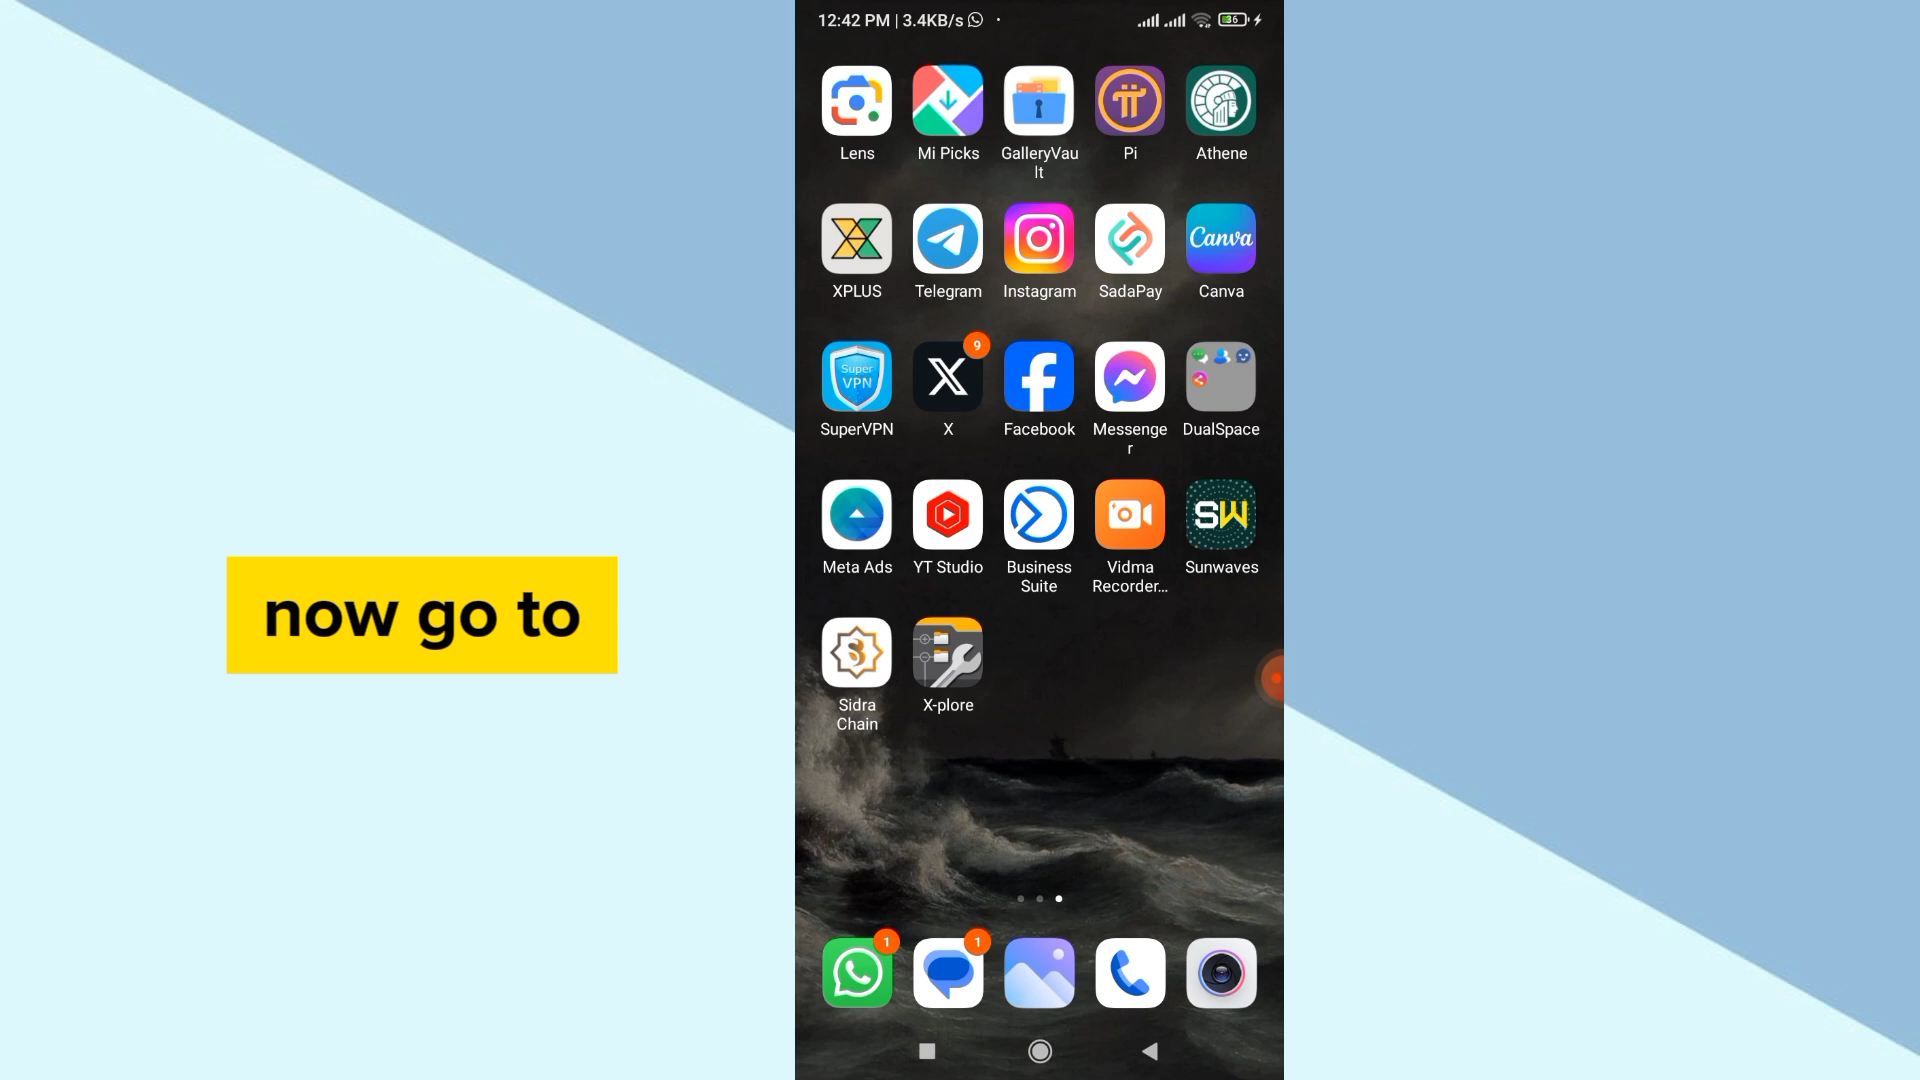 12:42 PM | 3.4KB/s
36
Lens
Mi Picks
GalleryVau
lt
Pi
Athene
XPLUS
Telegram
Instagram
SadaPay
Canva
Canva
Super
VPN
9
SuperVPN
X
Facebook
Messenge
r
DualSpace
SW
Meta Ads
YT Studio
Business
Suite
Vidma
Recorder...
Sunwaves
now go to
Sidra
Chain
X-plore
1
1